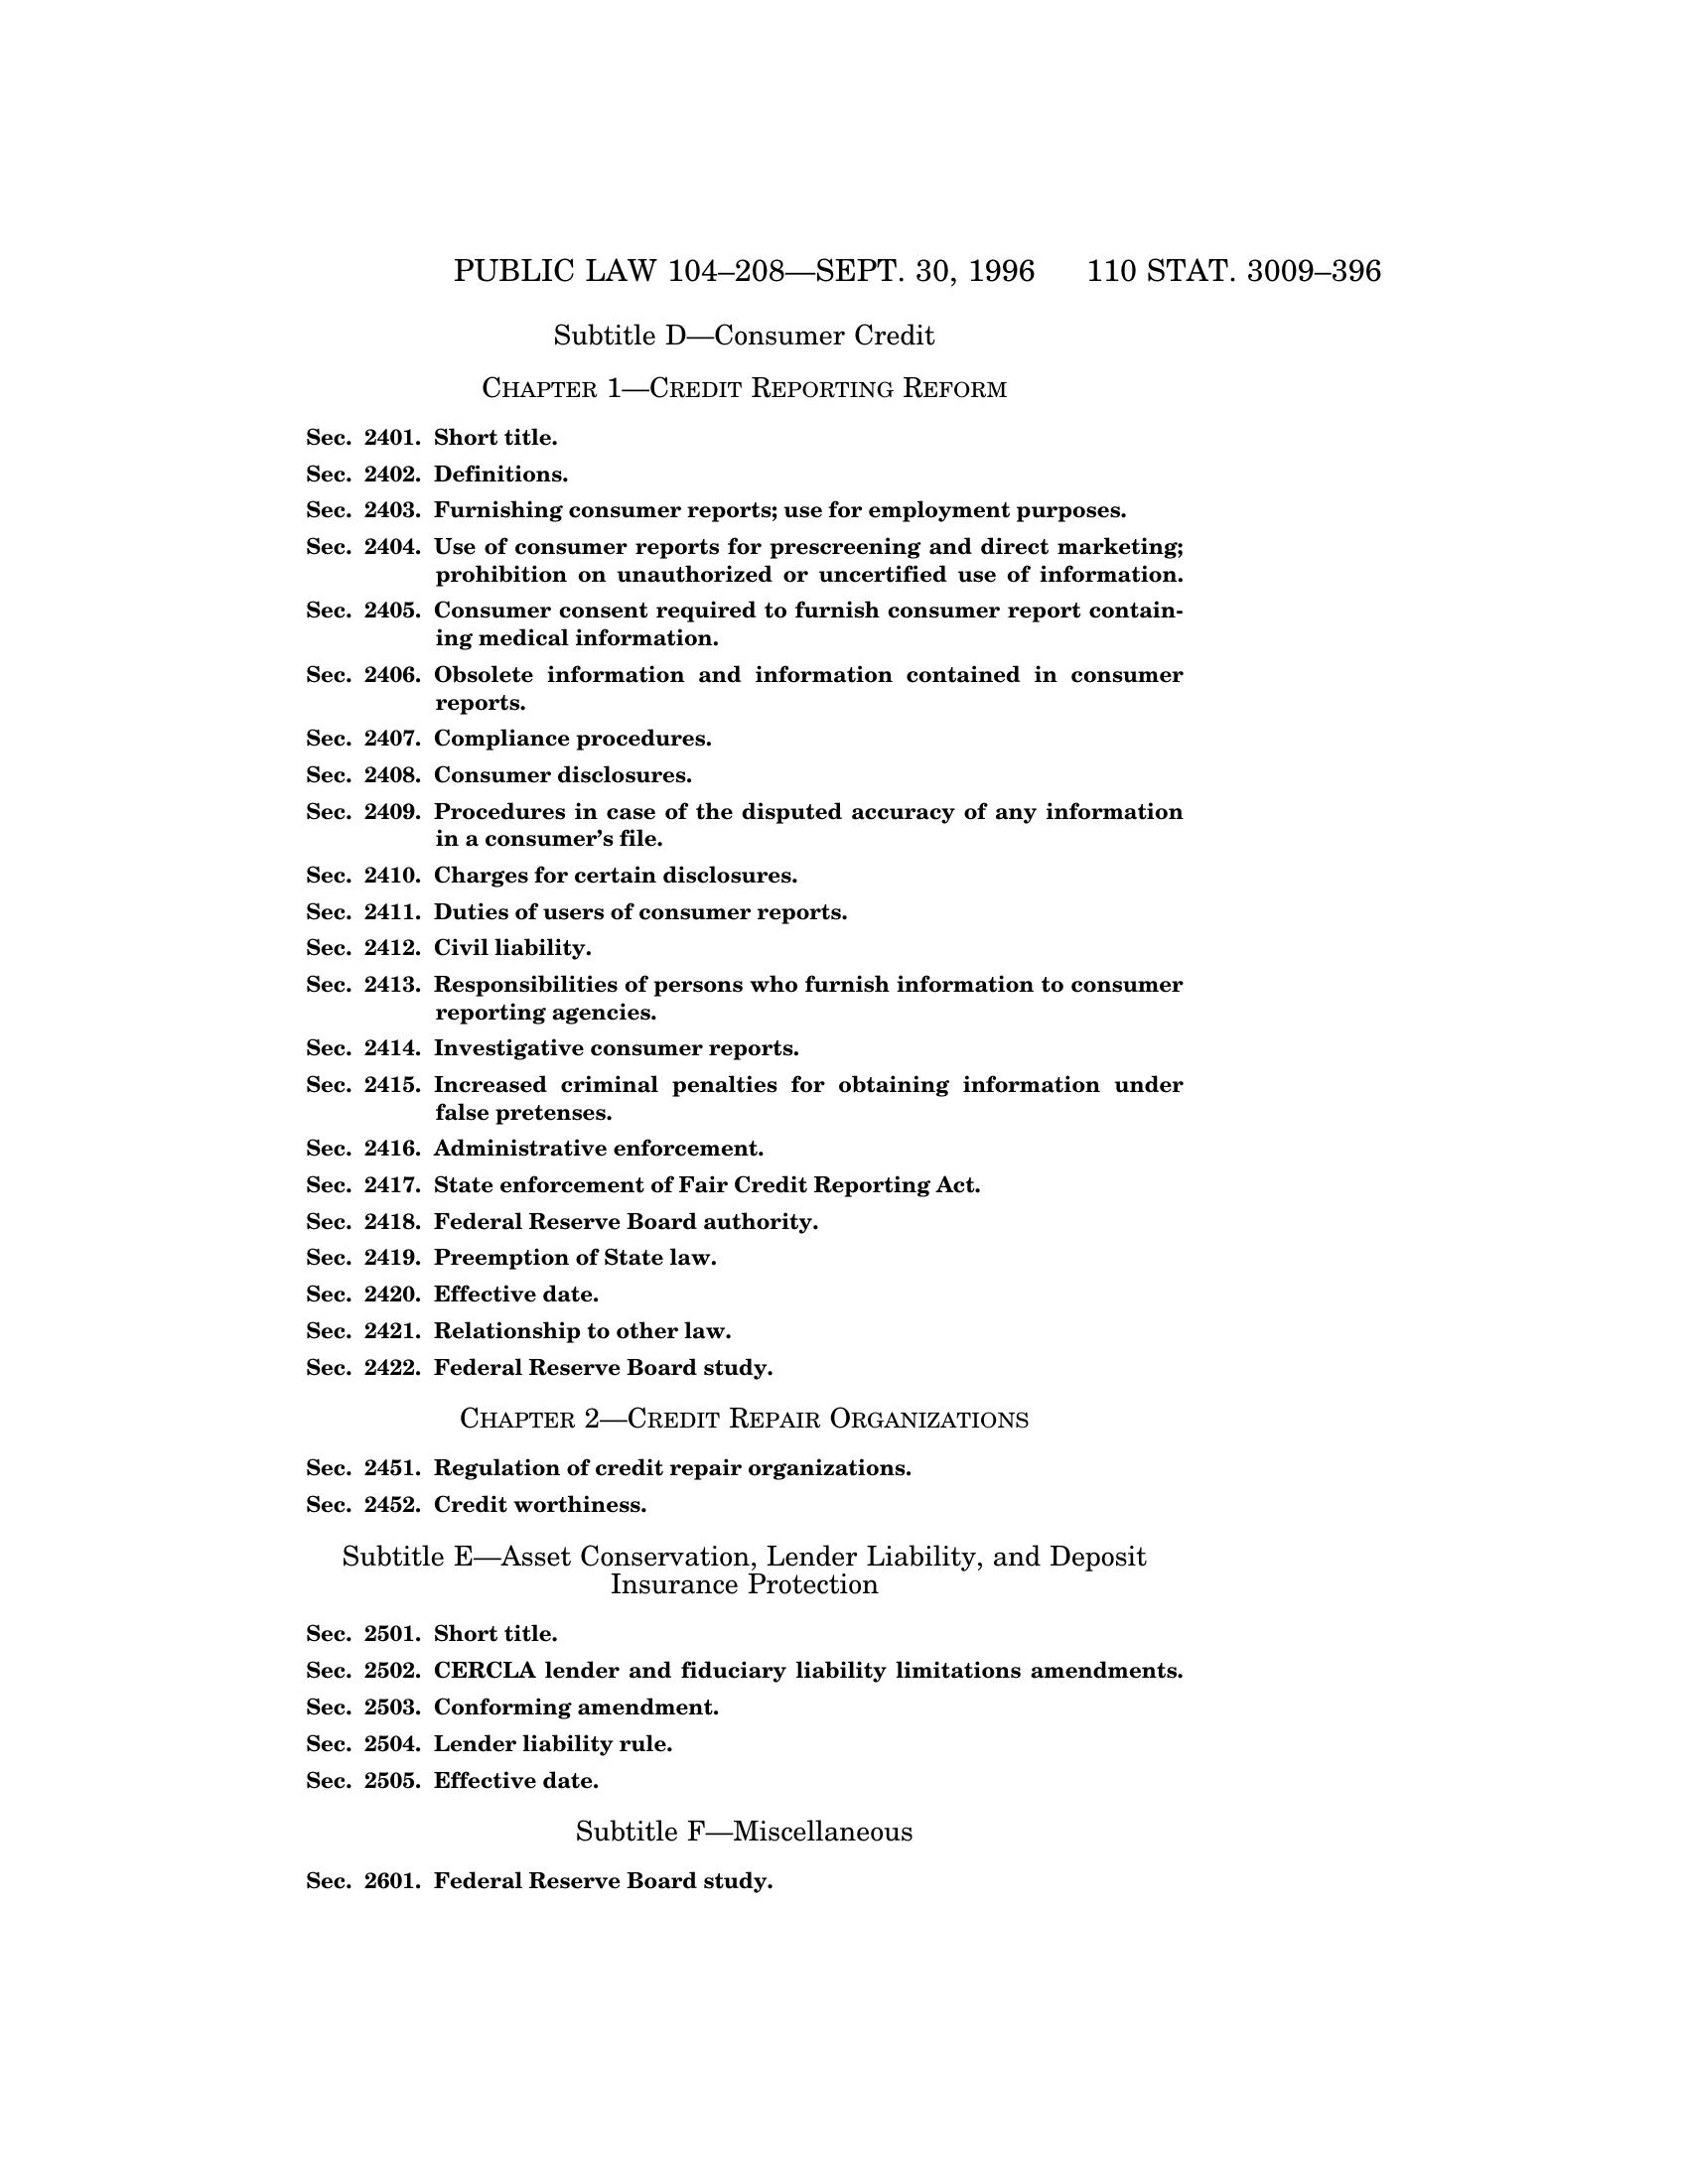 PUBLIC LAW 104–208—SEPT. 30, 1996 110 STAT. 3009–396
Subtitle D—Consumer Credit
CHAPTER 1—CREDIT REPORTING REFORM
Sec. 2401. Short title.
Sec. 2402. Definitions.
Sec. 2403. Furnishing consumer reports; use for employment purposes.
Sec. 2404. Use of consumer reports for prescreening and direct marketing;
prohibition on unauthorized or uncertified use of information.
Sec. 2405. Consumer consent required to furnish consumer report contain-
ing medical information.
Sec. 2406. Obsolete information and information contained in consumer
reports.
Sec. 2407. Compliance procedures.
Sec. 2408. Consumer disclosures.
Sec. 2409. Procedures in case of the disputed accuracy of any information
in a consumer’s file.
Sec. 2410. Charges for certain disclosures.
Sec. 2411. Duties of users of consumer reports.
Sec. 2412. Civil liability.
Sec. 2413. Responsibilities of persons who furnish information to consumer
reporting agencies.
Sec. 2414. Investigative consumer reports.
Sec. 2415. Increased criminal penalties for obtaining information under
false pretenses.
Sec. 2416. Administrative enforcement.
Sec. 2417. State enforcement of Fair Credit Reporting Act.
Sec. 2418. Federal Reserve Board authority.
Sec. 2419. Preemption of State law.
Sec. 2420. Effective date.
Sec. 2421. Relationship to other law.
Sec. 2422. Federal Reserve Board study.
CHAPTER 2—CREDIT REPAIR ORGANIZATIONS
Sec. 2451. Regulation of credit repair organizations.
Sec. 2452. Credit worthiness.
Subtitle E—Asset Conservation, Lender Liability, and Deposit
Insurance Protection
Sec. 2501. Short title.
Sec. 2502. CERCLA lender and fiduciary liability limitations amendments.
Sec. 2503. Conforming amendment.
Sec. 2504. Lender liability rule.
Sec. 2505. Effective date.
Subtitle F—Miscellaneous
Sec. 2601. Federal Reserve Board study.